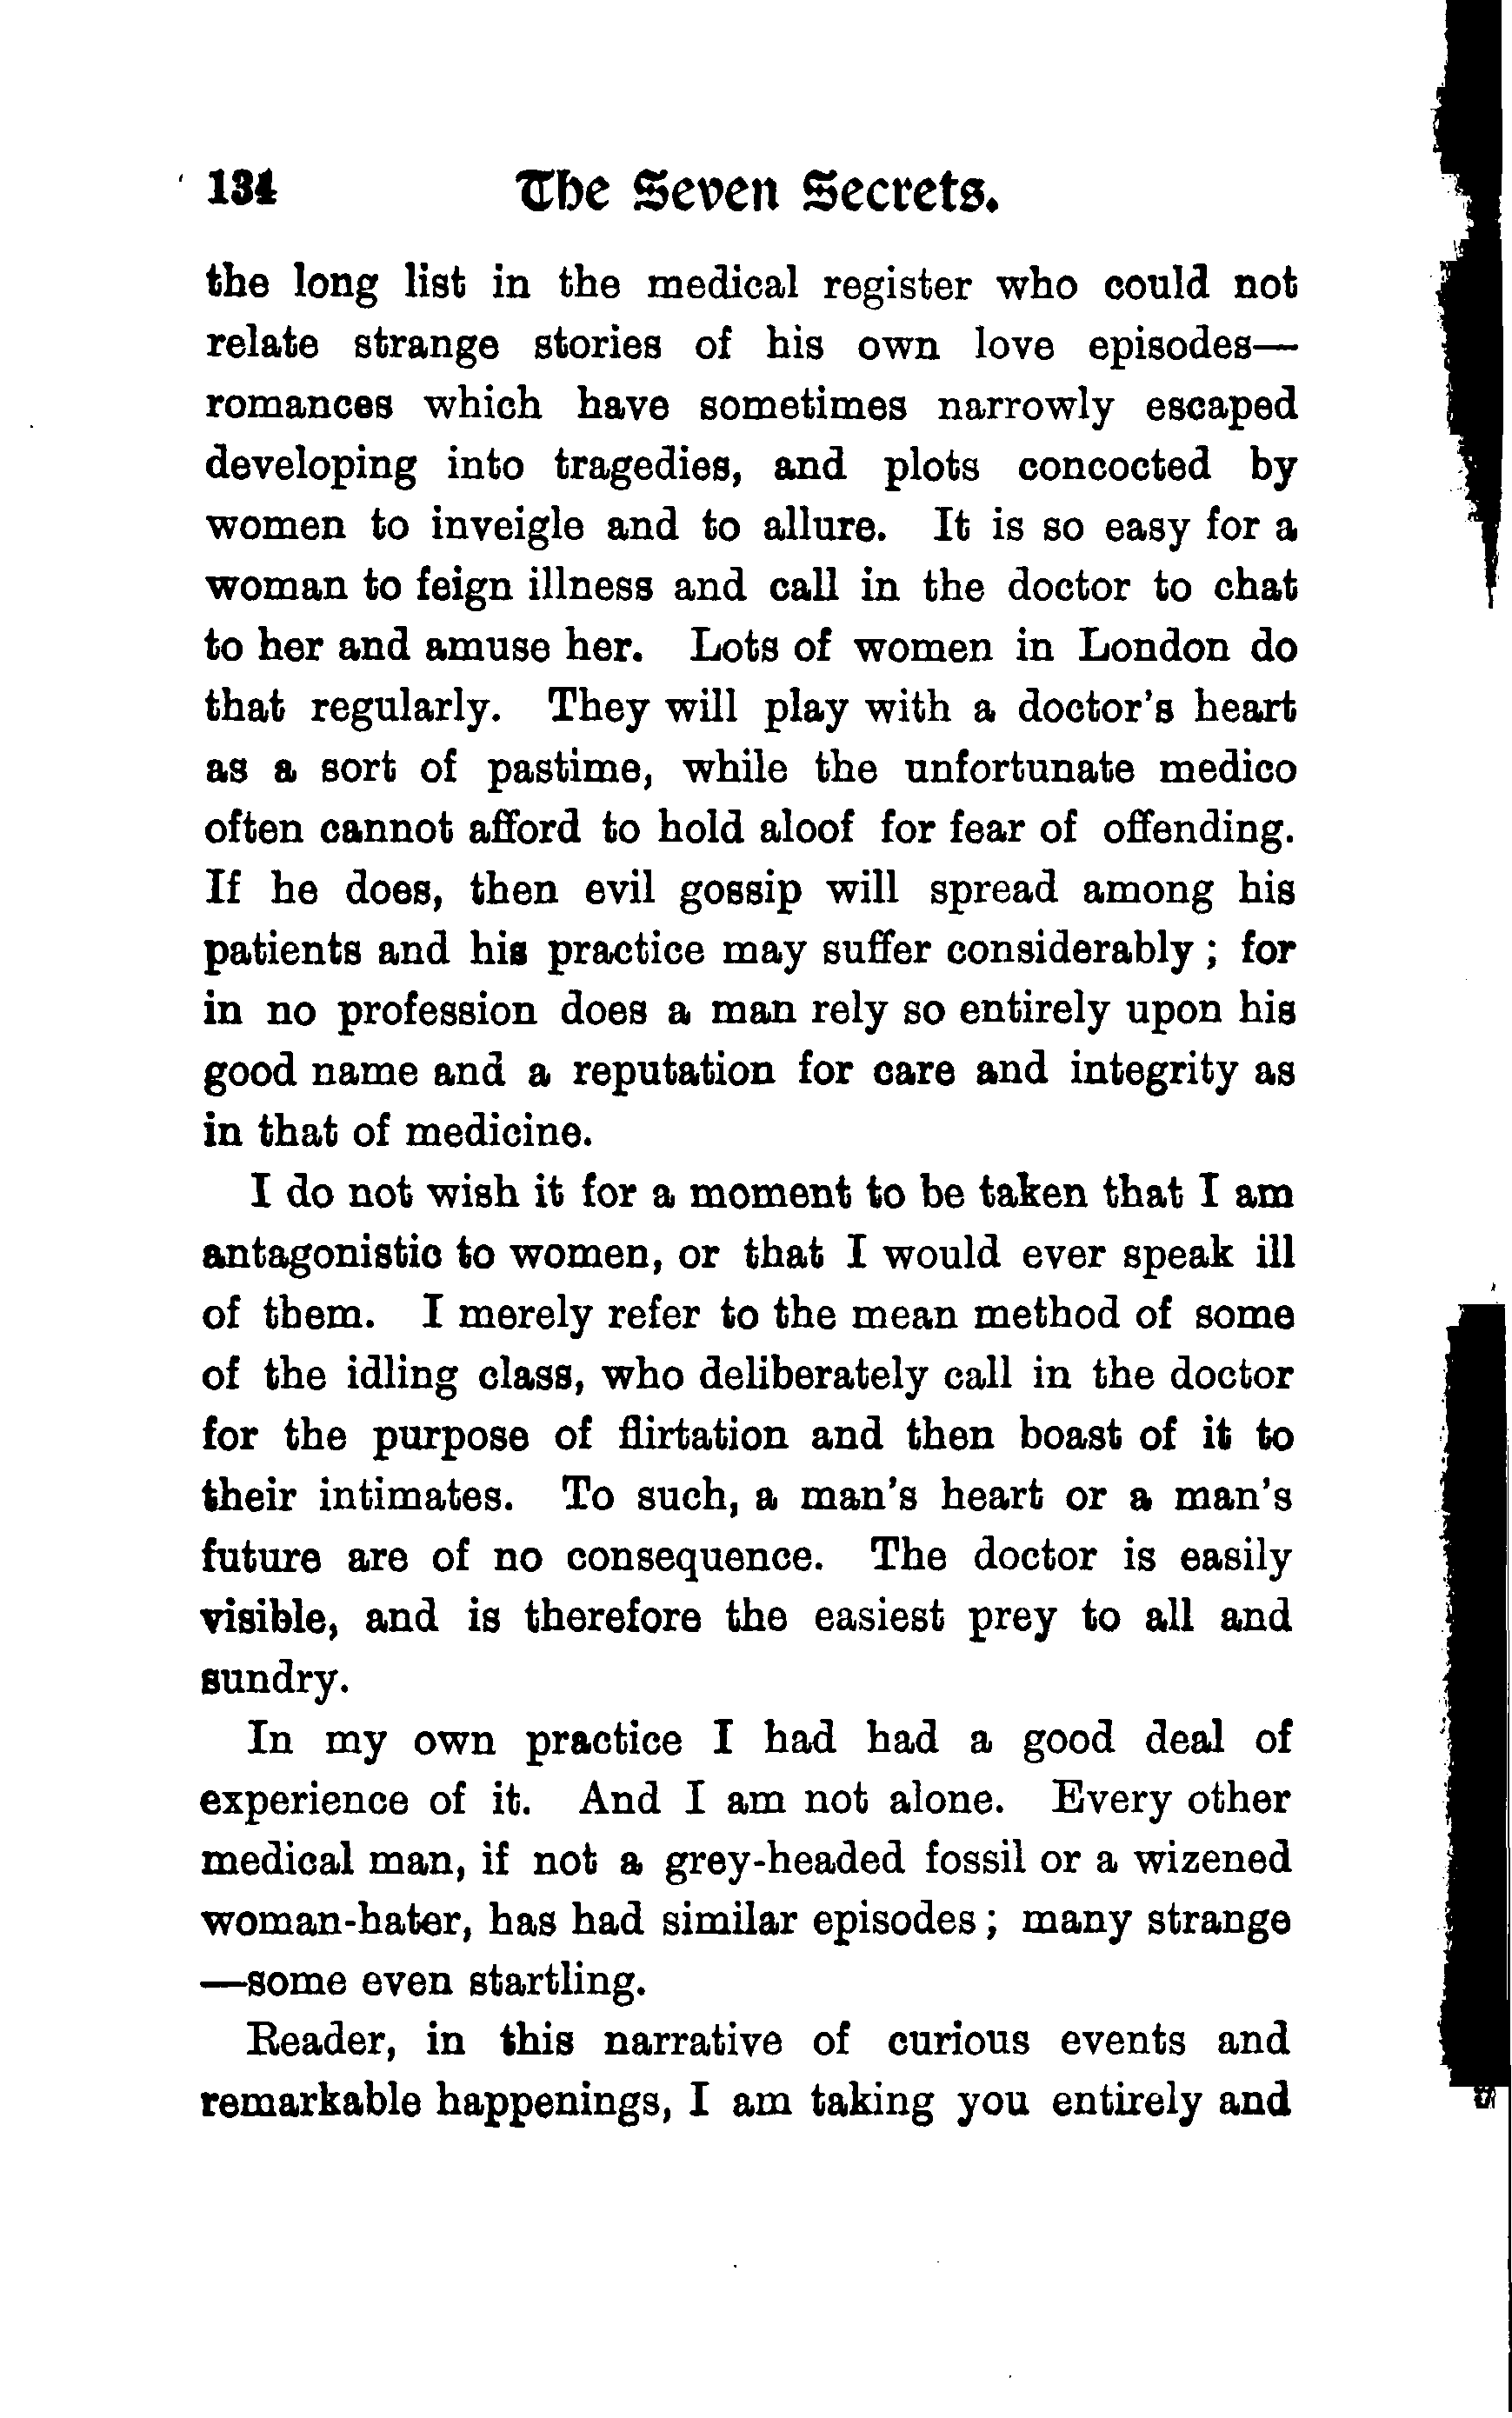 134 The Seven Secrets.
the long list in the medical register who could not
relate strange stories of his own love episodes—
romances which have sometimes narrowly escaped
developing into tragedies, and plots concocted by
women to inveigle and to allure. It is so easy for a
woman to feign illness and call in the doctor to chat
to her and amuse her. Lots of women in London do
that regularly. They will play with a doctor's heart
as a sort of pastime, while the unfortunate medico
often cannot afford to hold aloof for fear of offending.
If he does, then evil gossip will spread among his
patients and his practice may suffer considerably; for
in no profession does a man rely so entirely upon his
good name and a reputation for care and integrity as
in that of medicine.
I do not wish it for a moment to be taken that I am
antagonistic to women, or that I would ever speak ill
of them. I merely refer to the mean method of some
of the idling class, who deliberately call in the doctor
for the purpose of flirtation and then boast of it to
their intimates. To such, a man's heart or a man's
future are of no consequence. The doctor is easily
visible, and is therefore the easiest prey to all and
sundry.
In my own practice I had had a good deal of
experience of it. And I am not alone. Every other
medical man, if not a grey-headed fossil or a wizened
woman-hater, has had similar episodes; many strange
—some even startling.
Reader, in this narrative of curious events and
remarkable happenings, I am taking you entirely and